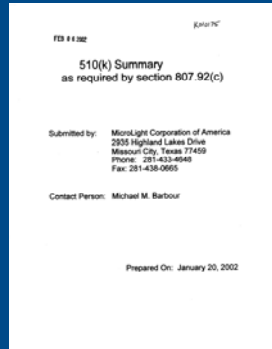 FEB 0 6 2002
510(k) Summary
as required by section 807.92(c)
Submitted by: MicroLight Corporation of America
2935 Highland Lakes Drive
Missouri City, Texas 77459
Phone: 281-433-4648
Fax: 281-438-0665
Contact Person: Michael M. Barbour
Prepared On: January 20, 2002